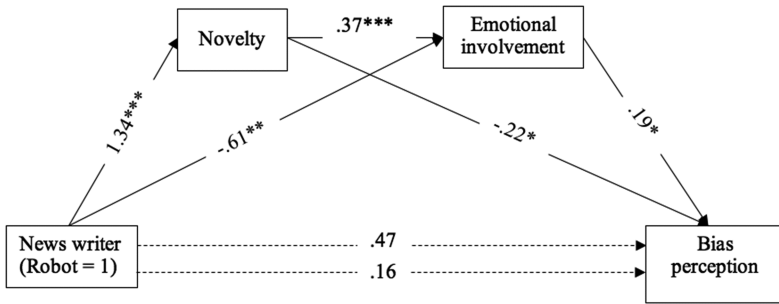 Novelty
.37***
Emotional
involvement
1.34***
-.61**
-.22*
.19*
News writer
(Robot = 1)
.47
.16
Bias
perception